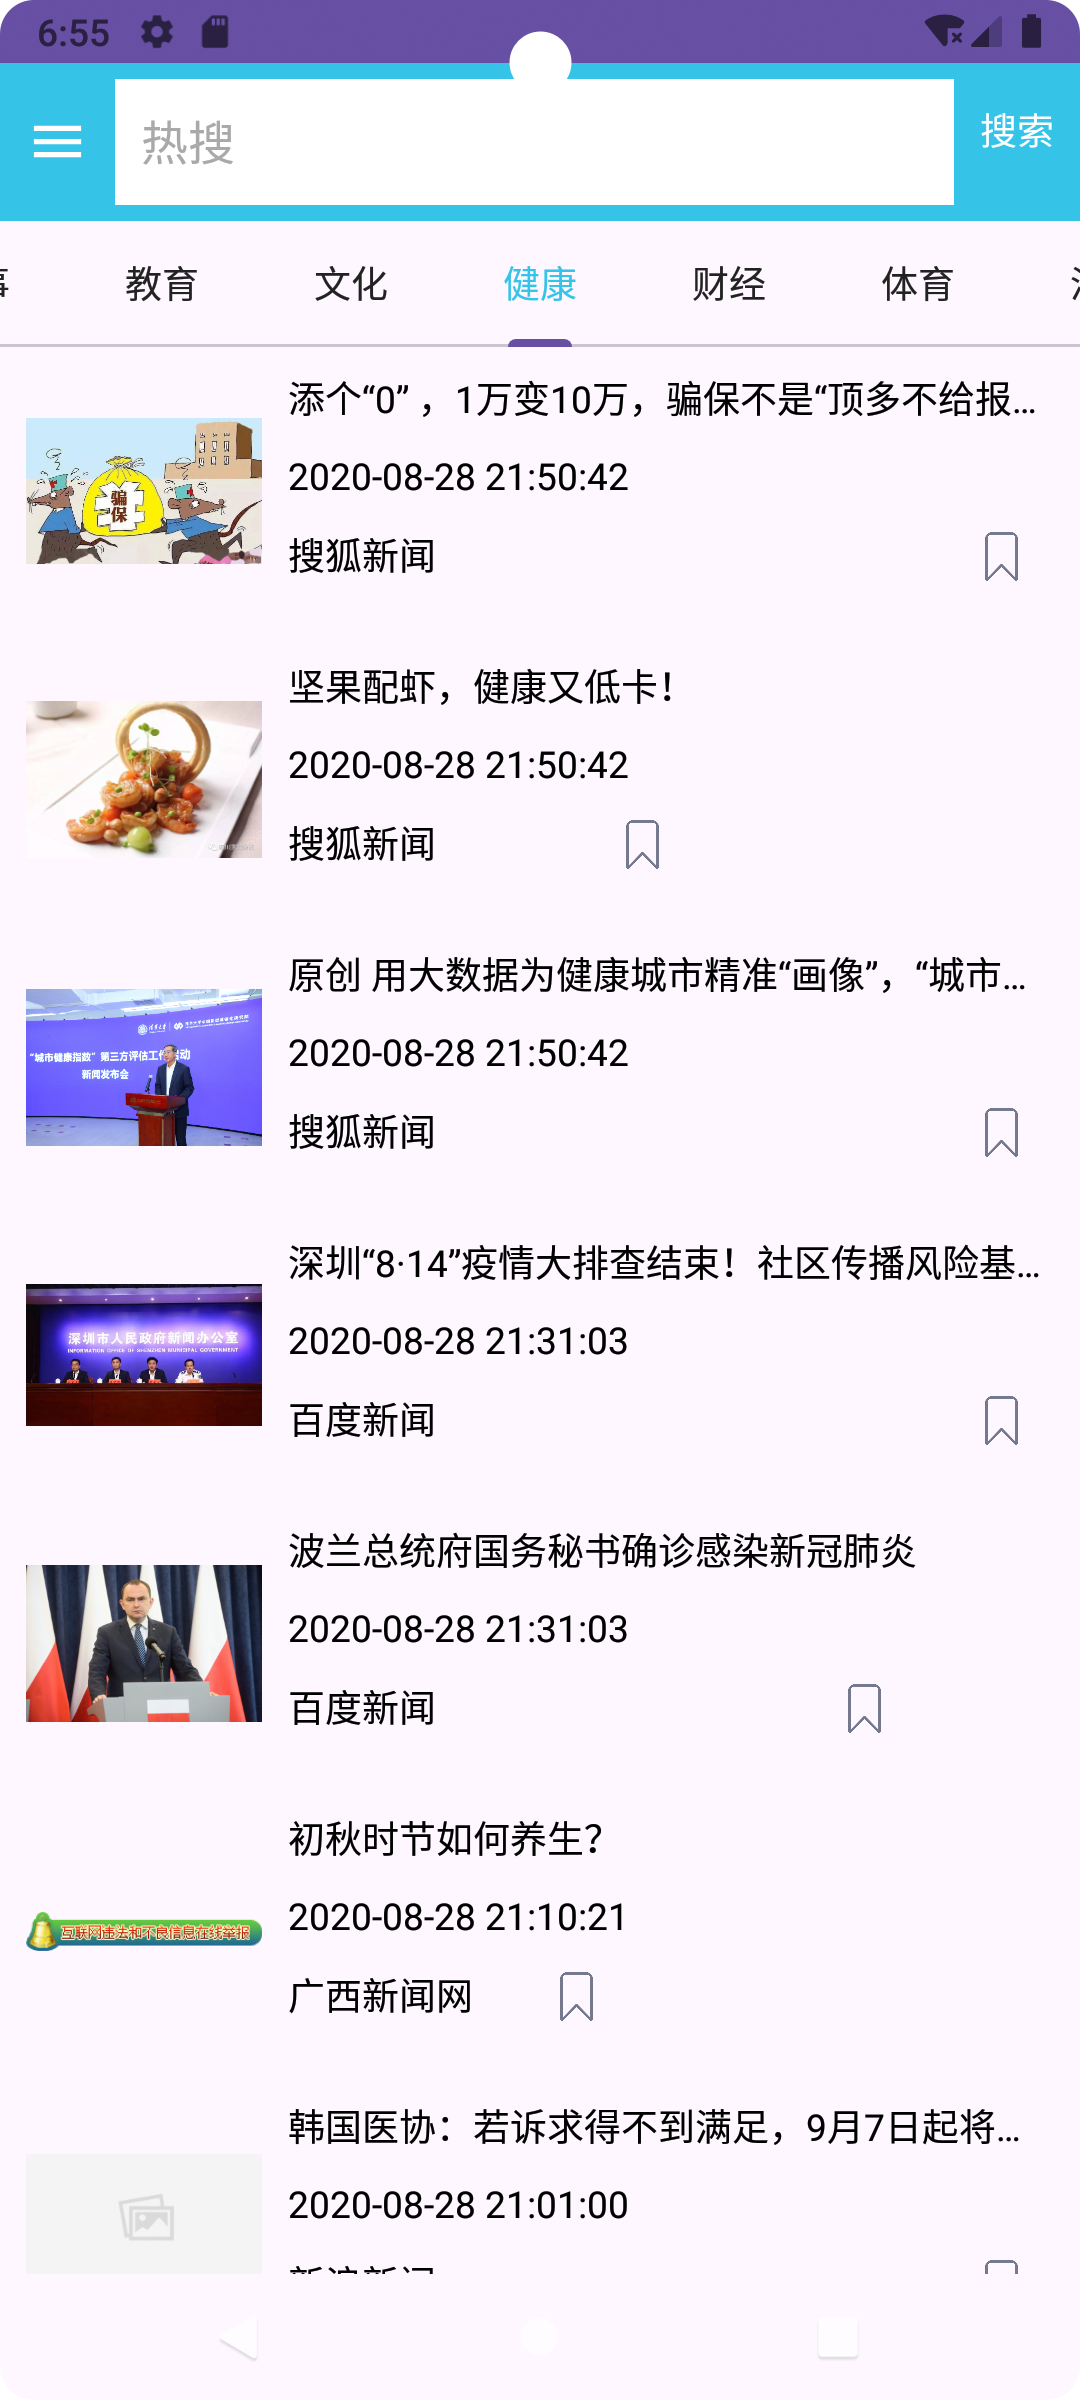 6:55
热搜
搜索
教育 文化 健康 财经 体育
添个“0”，1万变10万，骗保不是“顶多不给报...
2020-08-28 21:50:42
搜狐新闻
骗保
坚果配虾，健康又低卡！
2020-08-28 21:50:42
搜狐新闻
原创 用大数据为健康城市精准“画像”，“城市...
2020-08-28 21:50:42
搜狐新闻
“城市健康指数”第三方评估工作启动
新闻发布会
深圳“8·14”疫情大排查结束！社区传播风险基...
2020-08-28 21:31:03
百度新闻
深圳市人民政府新闻办公室
INFORMATION OFFICE OF SHENZHEN MUNICIPAL GOVERNMENT
波兰总统府国务秘书确诊感染新冠肺炎
2020-08-28 21:31:03
百度新闻
初秋时节如何养生？
2020-08-28 21:10:21
广西新闻网
互联网违法和不良信息在线举报
韩国医协：若诉求得不到满足，9月7日起将...
2020-08-28 21:01:00
新浪新闻